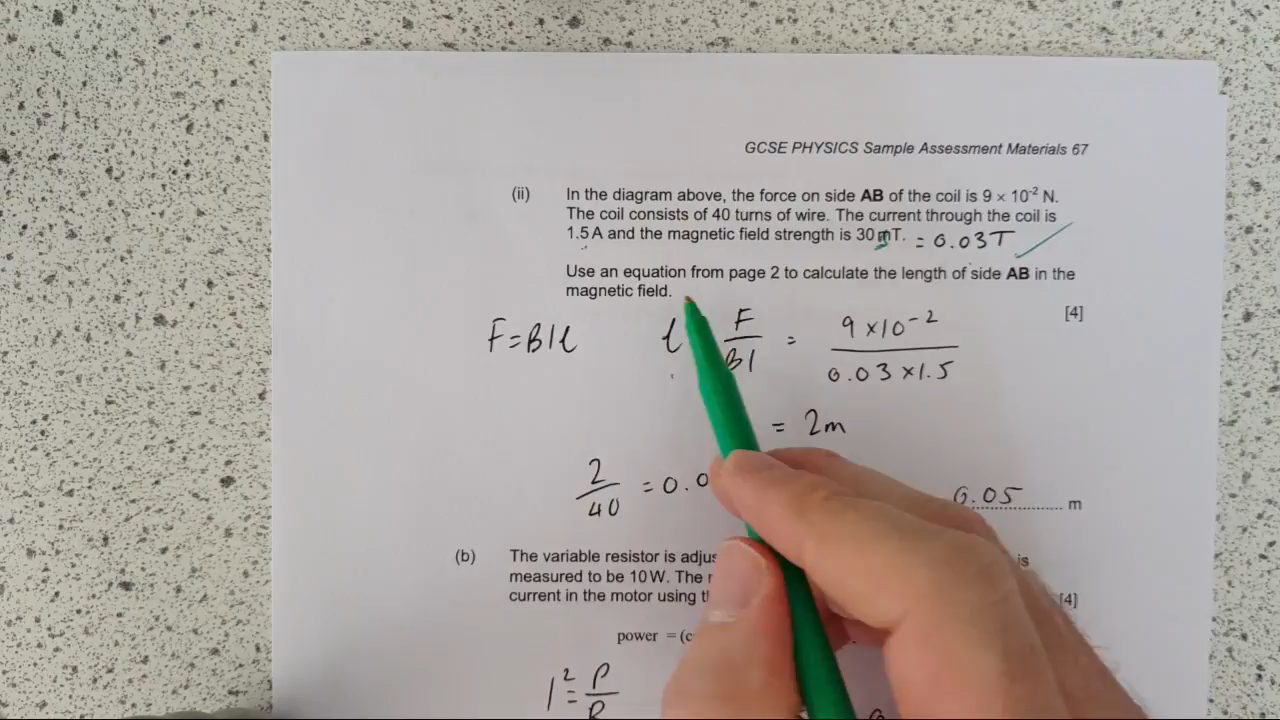 GCSE PHYSICS Sample Assessment Materials 67
(ii) In the diagram above, the force on side AB of the coil is 9 × 10⁻² N.
The coil consists of 40 turns of wire. The current through the coil is
1.5 A and the magnetic field strength is 30 mT. = 0.03T ✓
Use an equation from page 2 to calculate the length of side AB in the
magnetic field.
[4]
F = BIl l F/BI = 9 × 10⁻² / 0.03 × 1.5
= 2m
2/40 = 0.0
0.05 m
(b) The variable resistor is
is
measured to be 10 W. The
current in the motor using
[4]
power =
I² = P/R